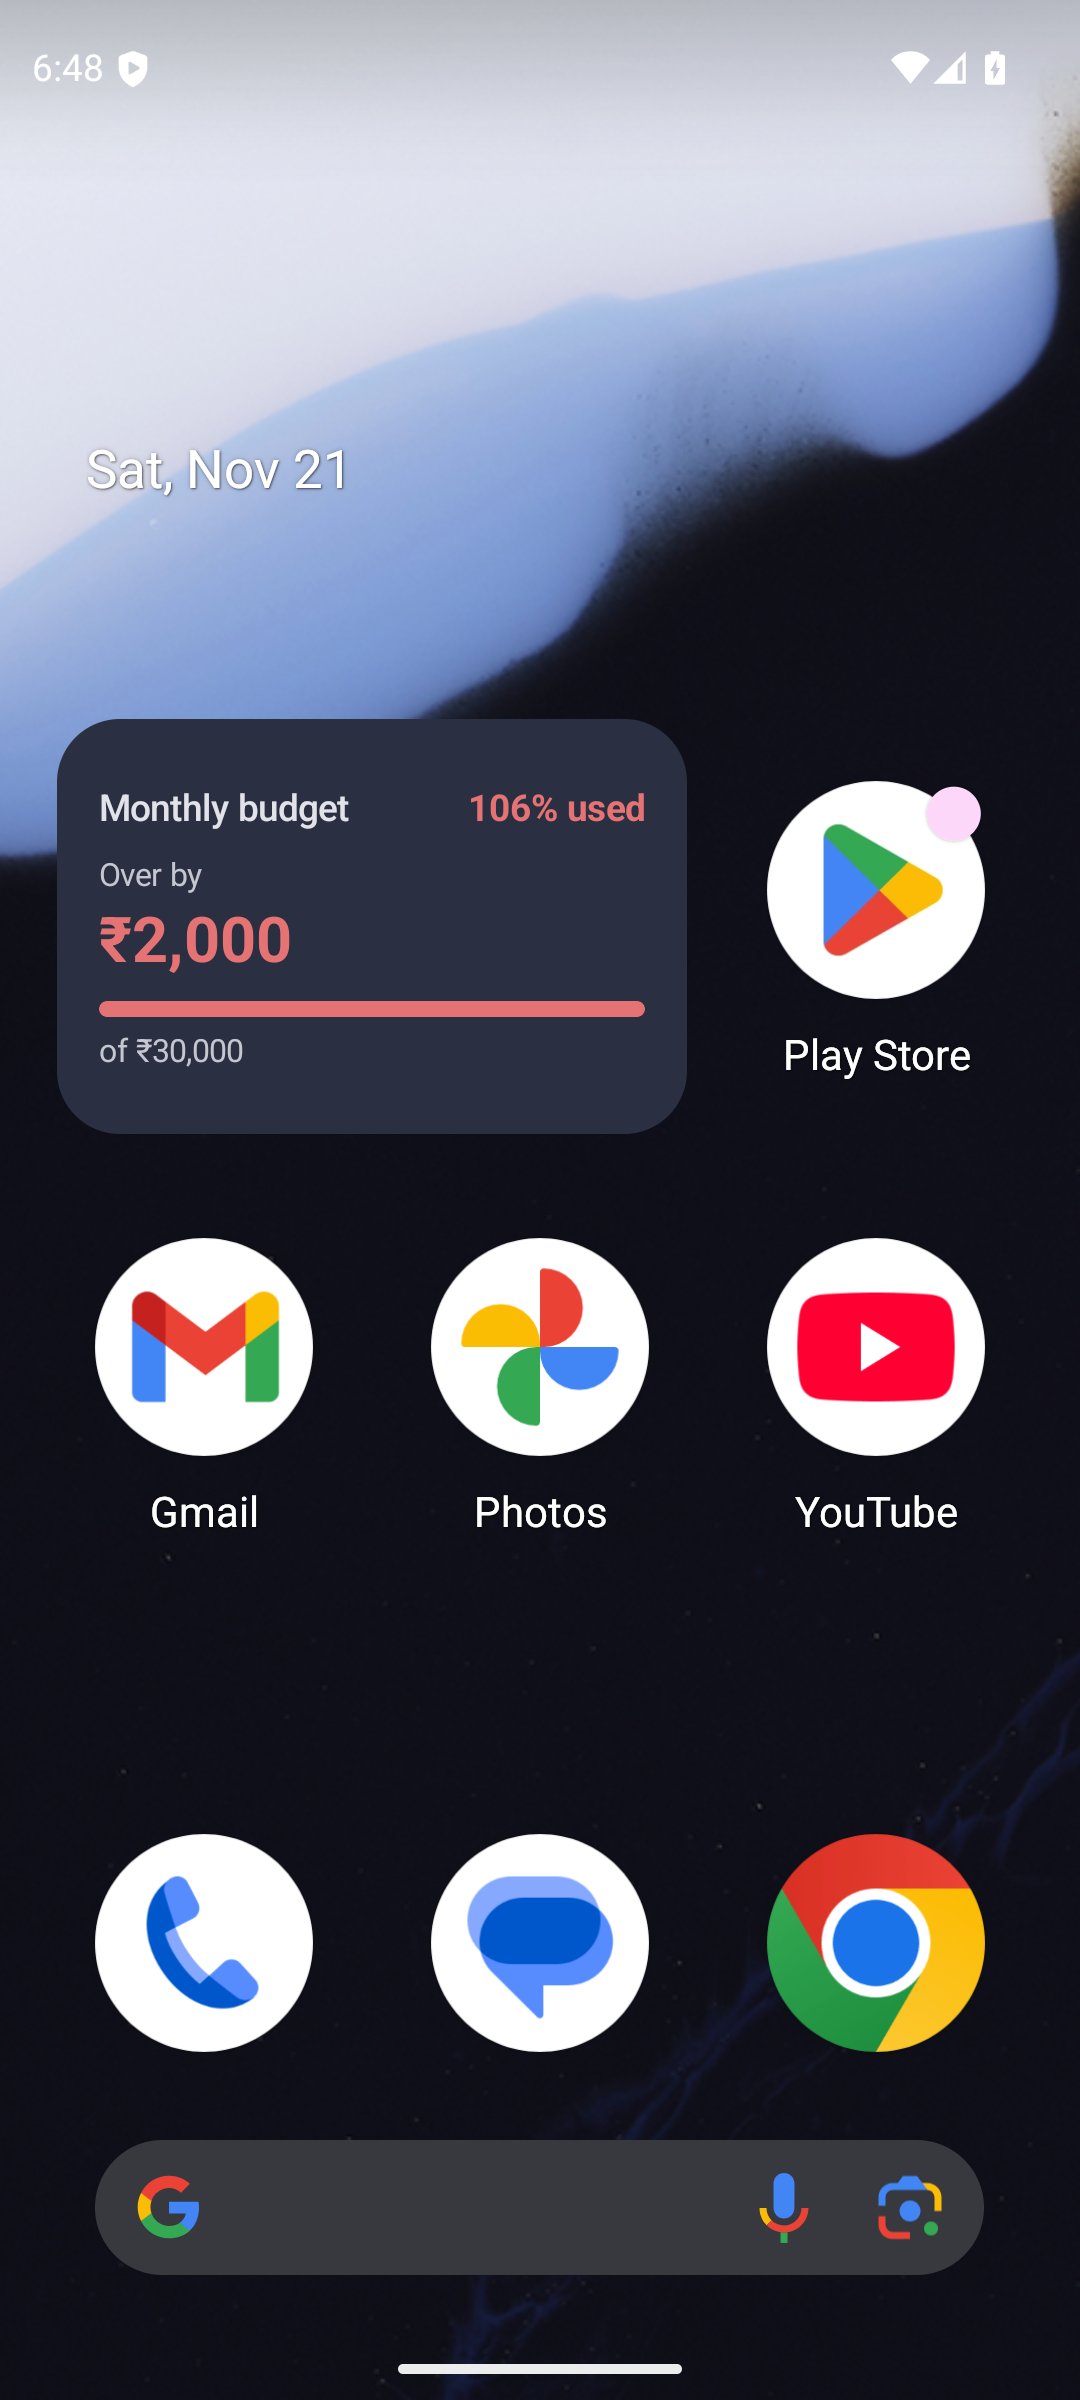 6:48
Sat, Nov 21
Monthly budget 106% used
Over by
₹2,000
of ₹30,000
Play Store
Gmail Photos YouTube